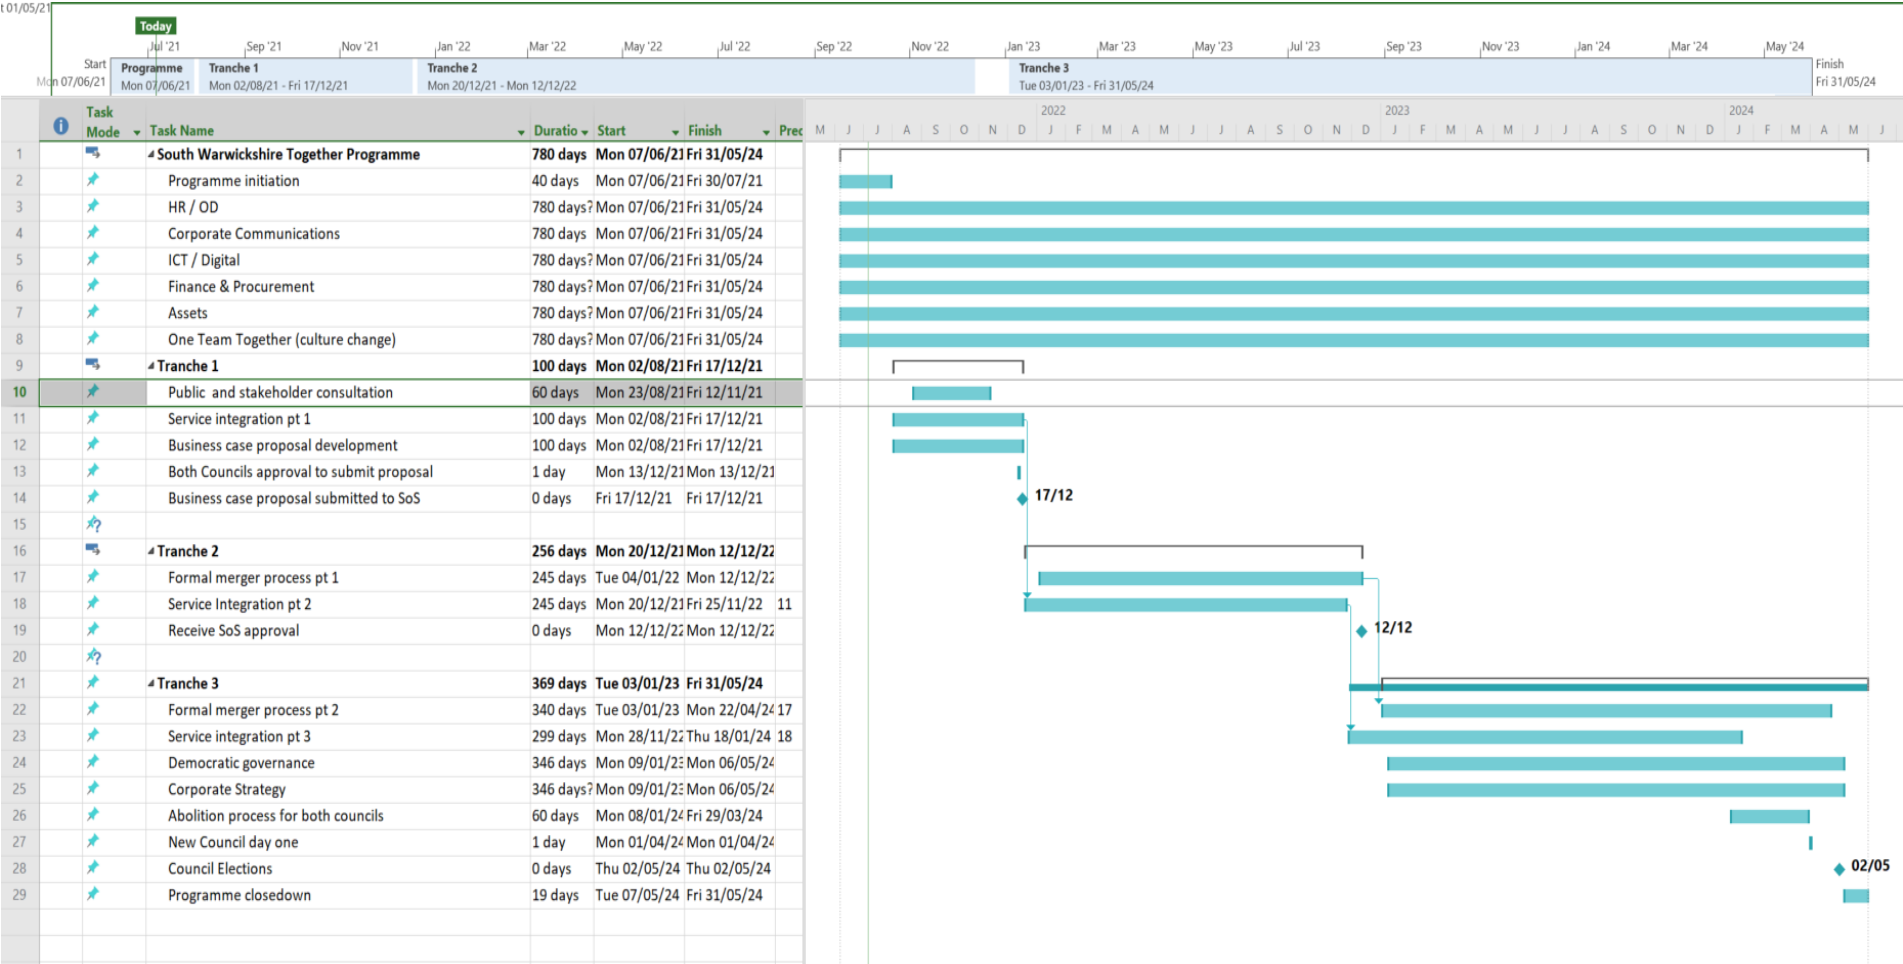 t 01/05/21
Today
Jul '21 Sep '21 Nov '21 Jan '22 Mar '22 May '22 Jul '22 Sep '22 Nov '22 Jan '23 Mar '23 May '23 Jul '23 Sep '23 Nov '23 Jan '24 Mar '24 May '24
Start Programme Tranche 1 Tranche 2 Tranche 3 Finish
Mon 07/06/21 Mon 07/06/21 Mon 02/08/21 - Fri 17/12/21 Mon 20/12/21 - Mon 12/12/22 Tue 03/01/23 - Fri 31/05/24 Fri 31/05/24
2022 2023 2024
Task
Mode Task Name Duratio Start Finish Prec M J J A S O N D J F M A M J J A S O N D J F M A M J J A S O N D J F M A M J
1 South Warwickshire Together Programme 780 days Mon 07/06/21 Fri 31/05/24
2 Programme initiation 40 days Mon 07/06/21 Fri 30/07/21
3 HR / OD 780 days? Mon 07/06/21 Fri 31/05/24
4 Corporate Communications 780 days Mon 07/06/21 Fri 31/05/24
5 ICT / Digital 780 days? Mon 07/06/21 Fri 31/05/24
6 Finance & Procurement 780 days? Mon 07/06/21 Fri 31/05/24
7 Assets 780 days? Mon 07/06/21 Fri 31/05/24
8 One Team Together (culture change) 780 days? Mon 07/06/21 Fri 31/05/24
9 Tranche 1 100 days Mon 02/08/21 Fri 17/12/21
10 Public and stakeholder consultation 60 days Mon 23/08/21 Fri 12/11/21
11 Service integration pt 1 100 days Mon 02/08/21 Fri 17/12/21
12 Business case proposal development 100 days Mon 02/08/21 Fri 17/12/21
13 Both Councils approval to submit proposal 1 day Mon 13/12/21 Mon 13/12/21
14 Business case proposal submitted to SoS 0 days Fri 17/12/21 Fri 17/12/21 17/12
15 ?
16 Tranche 2 256 days Mon 20/12/21 Mon 12/12/22
17 Formal merger process pt 1 245 days Tue 04/01/22 Mon 12/12/22
18 Service Integration pt 2 245 days Mon 20/12/21 Fri 25/11/22 11
19 Receive SoS approval 0 days Mon 12/12/22 Mon 12/12/22 12/12
20 ?
21 Tranche 3 369 days Tue 03/01/23 Fri 31/05/24
22 Formal merger process pt 2 340 days Tue 03/01/23 Mon 22/04/24 17
23 Service integration pt 3 299 days Mon 28/11/22 Thu 18/01/24 18
24 Democratic governance 346 days Mon 09/01/23 Mon 06/05/24
25 Corporate Strategy 346 days? Mon 09/01/23 Mon 06/05/24
26 Abolition process for both councils 60 days Mon 08/01/24 Fri 29/03/24
27 New Council day one 1 day Mon 01/04/24 Mon 01/04/24
28 Council Elections 0 days Thu 02/05/24 Thu 02/05/24 02/05
29 Programme closedown 19 days Tue 07/05/24 Fri 31/05/24